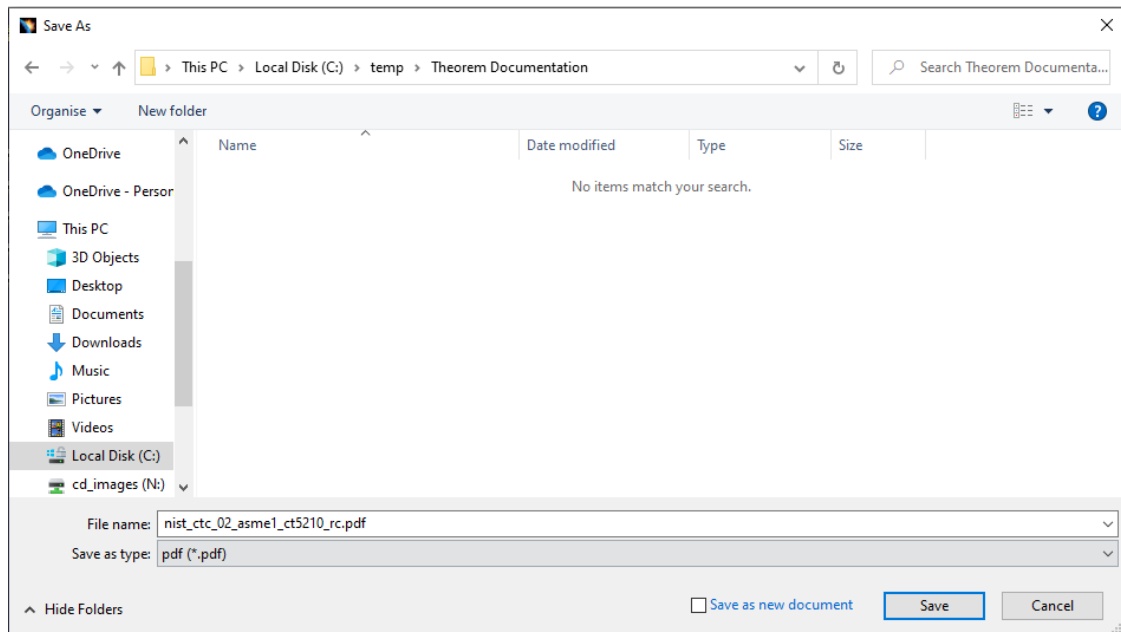 Save As
This PC > Local Disk (C:) > temp > Theorem Documentation
Search Theorem Documenta...
Organise New folder
Name Date modified Type Size
No items match your search.
OneDrive
OneDrive - Person
This PC
3D Objects
Desktop
Documents
Downloads
Music
Pictures
Videos
Local Disk (C:)
cd_images (N:)
File name: nist_ctc_02_asme1_ct5210_rc.pdf
Save as type: pdf (*.pdf)
Hide Folders Save as new document Save Cancel